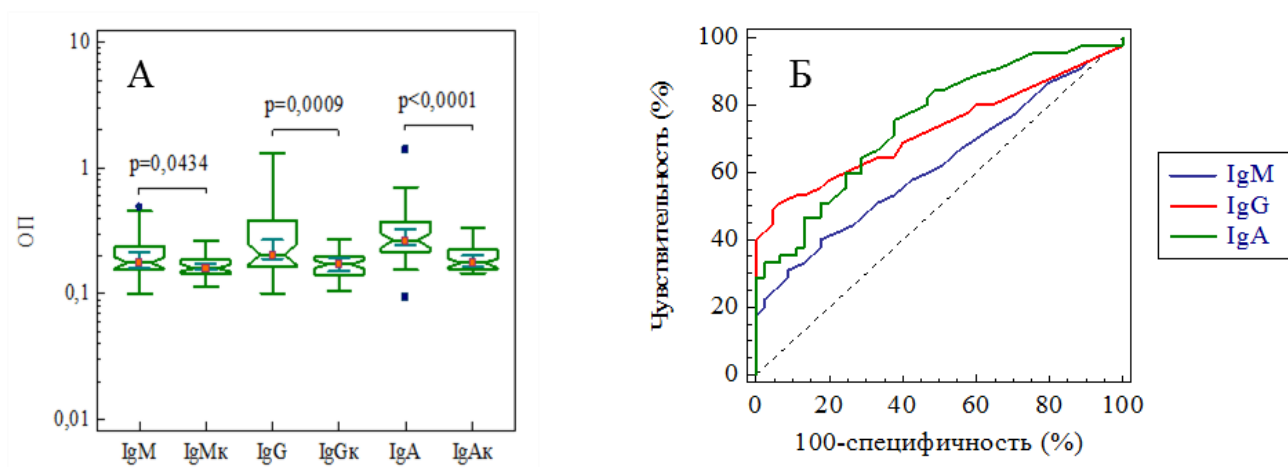 А
10
1
0,1
0,01
ОП
p=0,0434
p=0,0009
p<0,0001
IgM
IgMк
IgG
IgGк
IgA
IgAк
Б
100
80
60
40
20
0
Чувствительность (%)
0
20
40
60
80
100
100-специфичность (%)
IgM
IgG
IgA